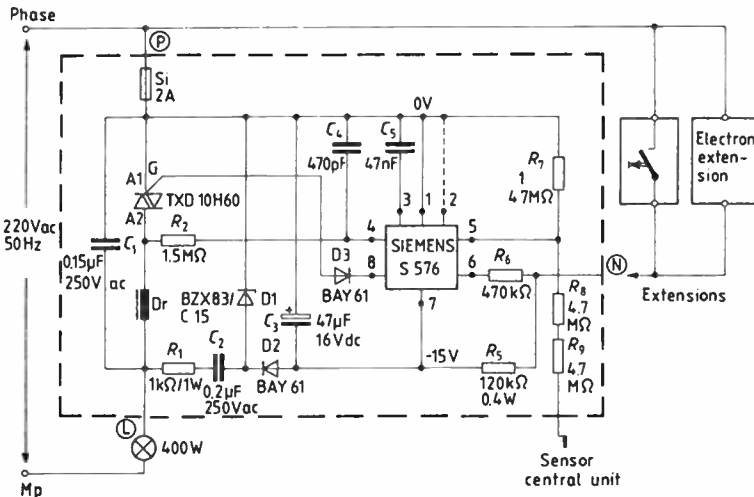 Phase
P
Si
2A
0V
C4
470pF
C5
47nF
R7
4.7MΩ
Electron
exten-
sion
A1
G
TXD 10H60
A2
3
1
2
220Vac
50Hz
R2
1.5MΩ
4
SIEMENS
S 576
5
8
6
7
D3
BAY 61
R6
470kΩ
N
Extensions
C1
0.15µF
250V ac
Dr
BZX83/
C 15
D1
C3
47µF
16Vdc
R8
4.7
MΩ
R1
1kΩ/1W
C2
0.2µF
250Vac
D2
BAY 61
-15V
R5
120kΩ
0.4W
R9
4.7
MΩ
L
400W
Mp
Sensor
central unit